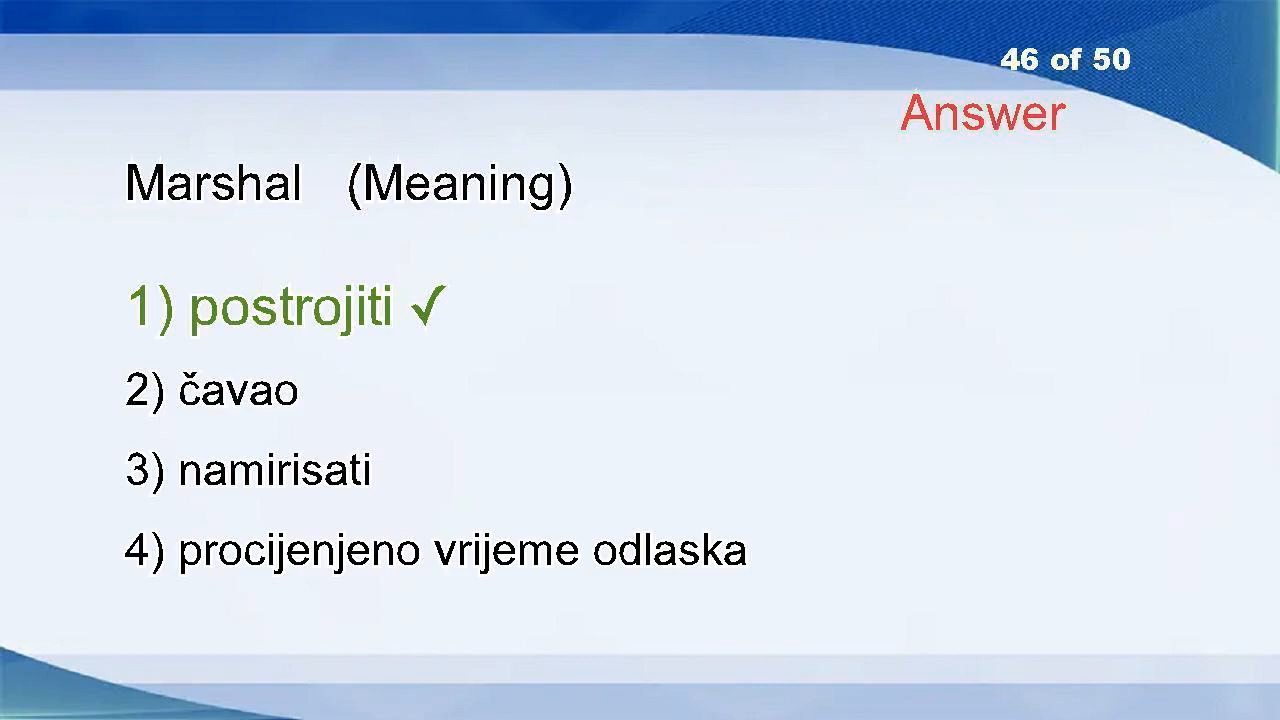 46 of 50
Answer
Marshal (Meaning)
1) postrojiti ✓
2) čavao
3) namirisati
4) procijenjeno vrijeme odlaska